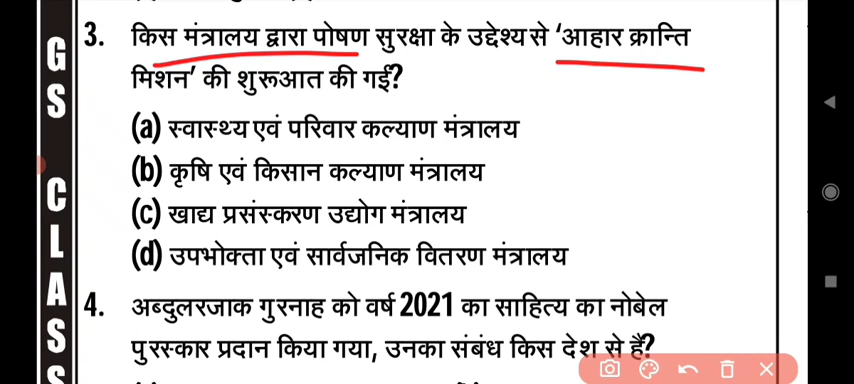 GS CLASS
3. किस मंत्रालय द्वारा पोषण सुरक्षा के उद्देश्य से ‘आहार क्रान्ति
मिशन’ की शुरूआत की गई?
(a) स्वास्थ्य एवं परिवार कल्याण मंत्रालय
(b) कृषि एवं किसान कल्याण मंत्रालय
(c) खाद्य प्रसंस्करण उद्योग मंत्रालय
(d) उपभोक्ता एवं सार्वजनिक वितरण मंत्रालय
4. अब्दुलरजाक गुरनाह को वर्ष 2021 का साहित्य का नोबेल
पुरस्कार प्रदान किया गया, उनका संबंध किस देश से है?